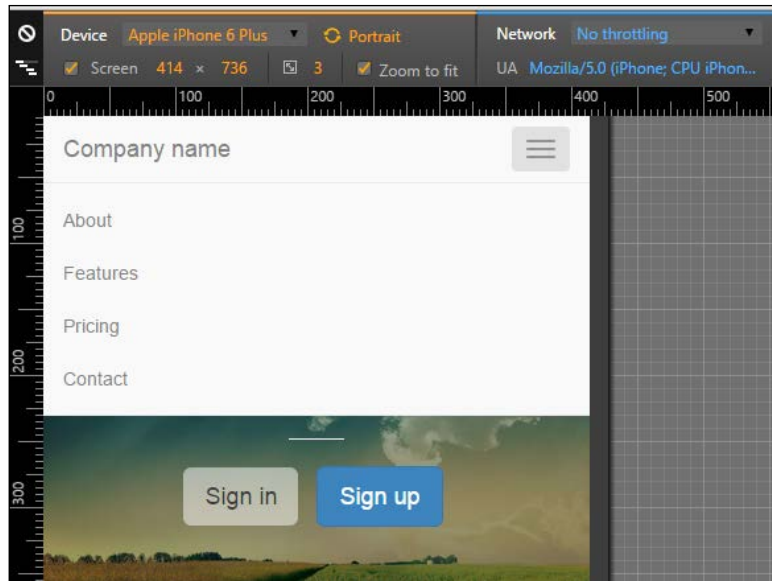 Device Apple iPhone 6 Plus Portrait Network No throttling
Screen 414 × 736 3 Zoom to fit UA Mozilla/5.0 (iPhone; CPU iPhon...
0 100 200 300 400 500
Company name
About
100
Features
Pricing
200
Contact
Sign in Sign up
300